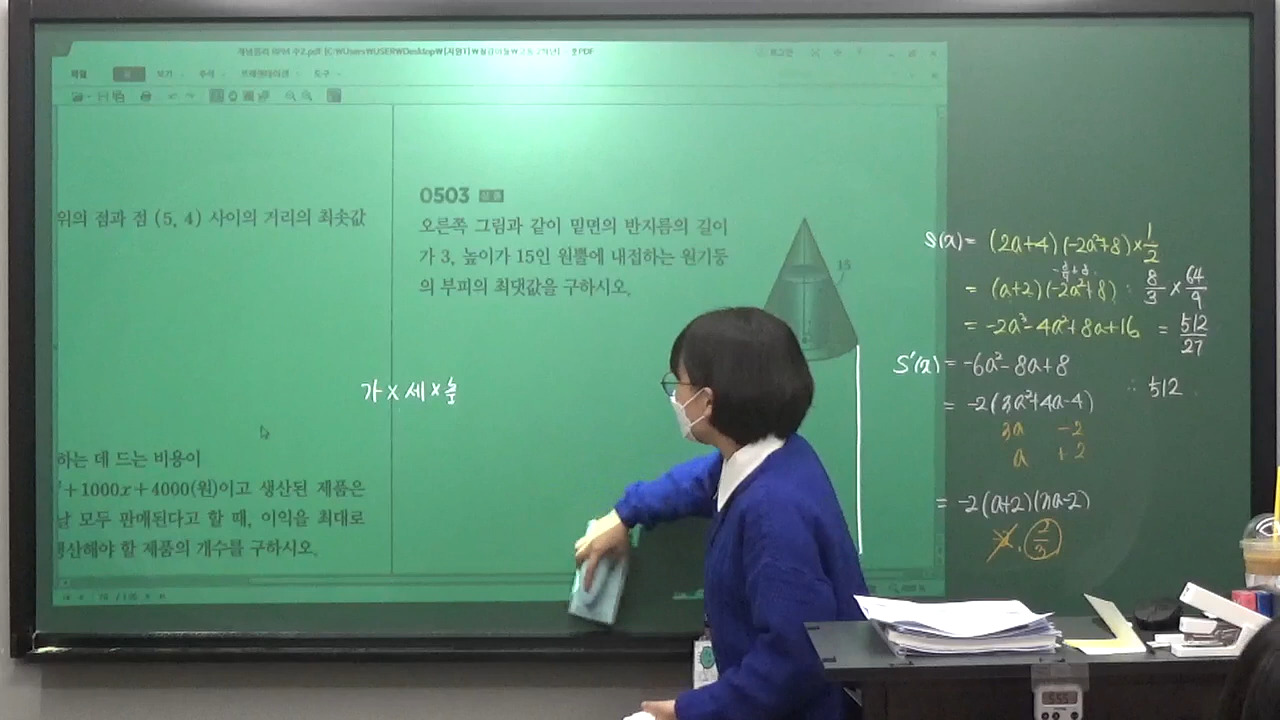 파일
보기
도구
위의 점과 점 (5, 4) 사이의 거리의 최솟값
하는 데 드는 비용이
+1000x+4000(원)이고 생산된 제품은
날 모두 판매된다고 할 때, 이익을 최대로
생산해야 할 제품의 개수를 구하시오.
0503
오른쪽 그림과 같이 밑면의 반지름의 길이
가 3, 높이가 15인 원뿔에 내접하는 원기둥
의 부피의 최댓값을 구하시오.
15
가 × 세 ×
S(a) = (2a+4)(-2a²+8)×1/2
= (a+2)(-2a²+8) : 8/3 × 64/9
= -2a³-4a²+8a+16 = 512/27
S'(a) = -6a²-8a+8
∴ 512
= -2(3a²+4a-4)
3a -2
a +2
= -2(a+2)(3a-2)
2/3